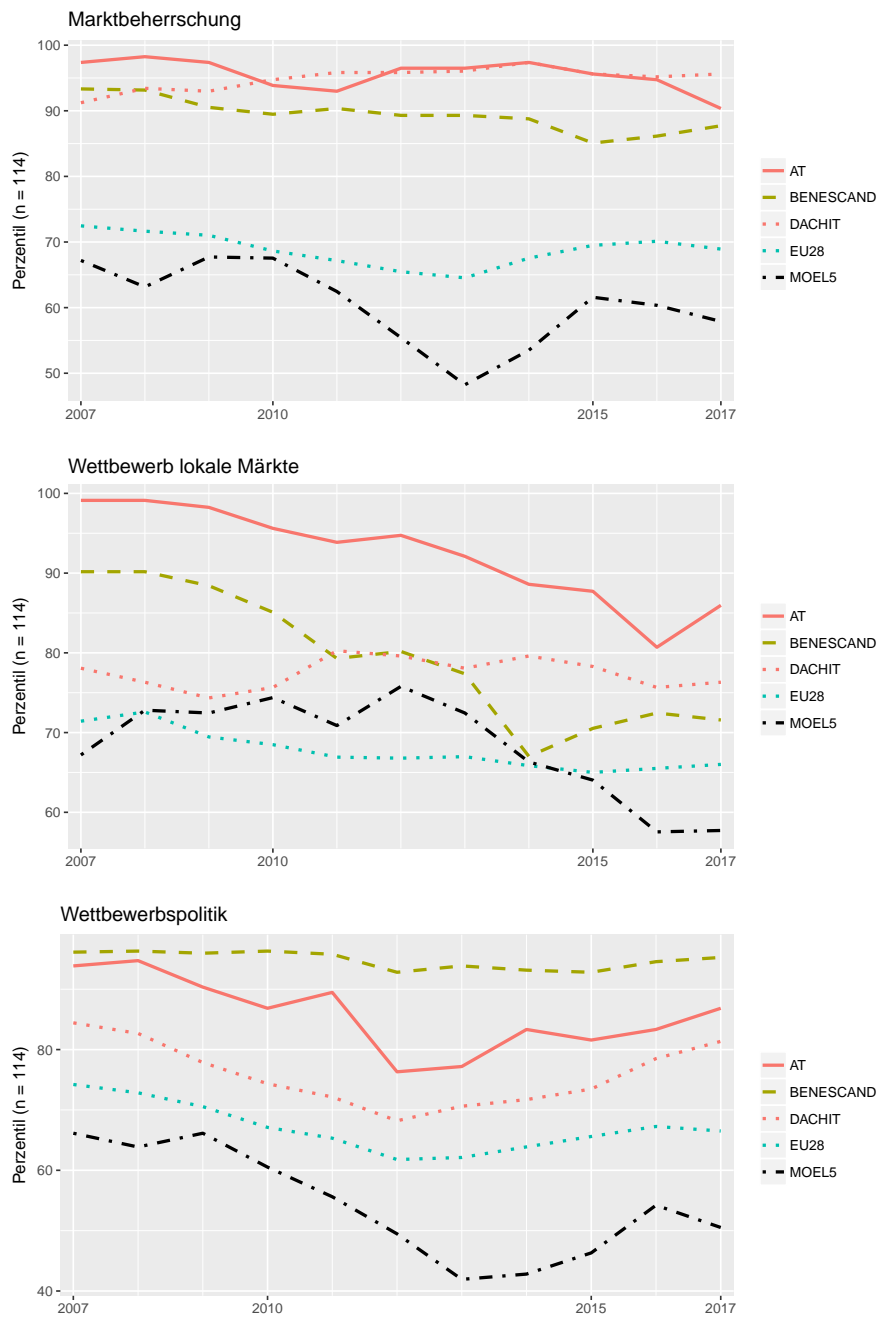 Marktbeherrschung
Perzentil (n = 114)
100
90
80
70
60
50
2007
2010
2015
2017
AT
BENESCAND
DACHIT
EU28
MOEL5
Wettbewerb lokale Märkte
Perzentil (n = 114)
100
90
80
70
60
2007
2010
2015
2017
AT
BENESCAND
DACHIT
EU28
MOEL5
Wettbewerbspolitik
Perzentil (n = 114)
80
60
40
2007
2010
2015
2017
AT
BENESCAND
DACHIT
EU28
MOEL5